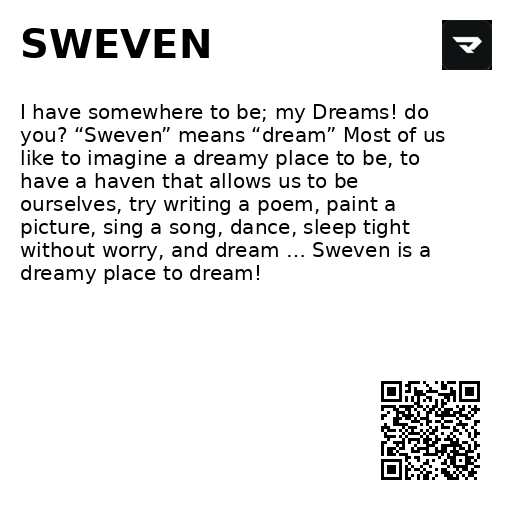 SWEVEN
I have somewhere to be; my Dreams! do
you? “Sweven” means “dream” Most of us
like to imagine a dreamy place to be, to
have a haven that allows us to be
ourselves, try writing a poem, paint a
picture, sing a song, dance, sleep tight
without worry, and dream ... Sweven is a
dreamy place to dream!